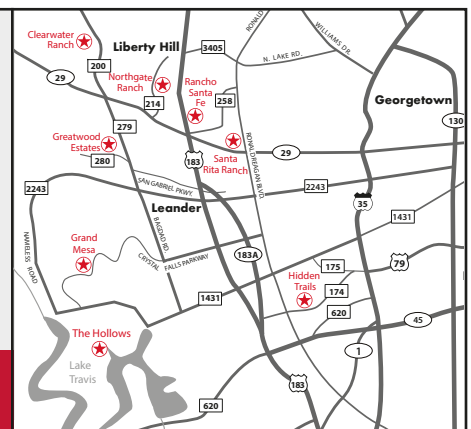 RONALD
WILLIAMS DR.
Clearwater
Ranch
Liberty Hill
3405
N. LAKE RD.
200
29
Northgate
Ranch
Rancho
Santa
Fe
Georgetown
214
258
130
279
Greatwood
Estates
280
183
Santa
Rita Ranch
RONALD REAGAN BLVD.
29
2243
SAN GABRIEL PKWY.
2243
35
Leander
1431
NAMELESS ROAD
BAGDAD RD.
Grand
Mesa
CRYSTAL FALLS PARKWAY
183A
175
79
Hidden
Trails
174
1431
620
45
The Hollows
Lake
Travis
1
183
620